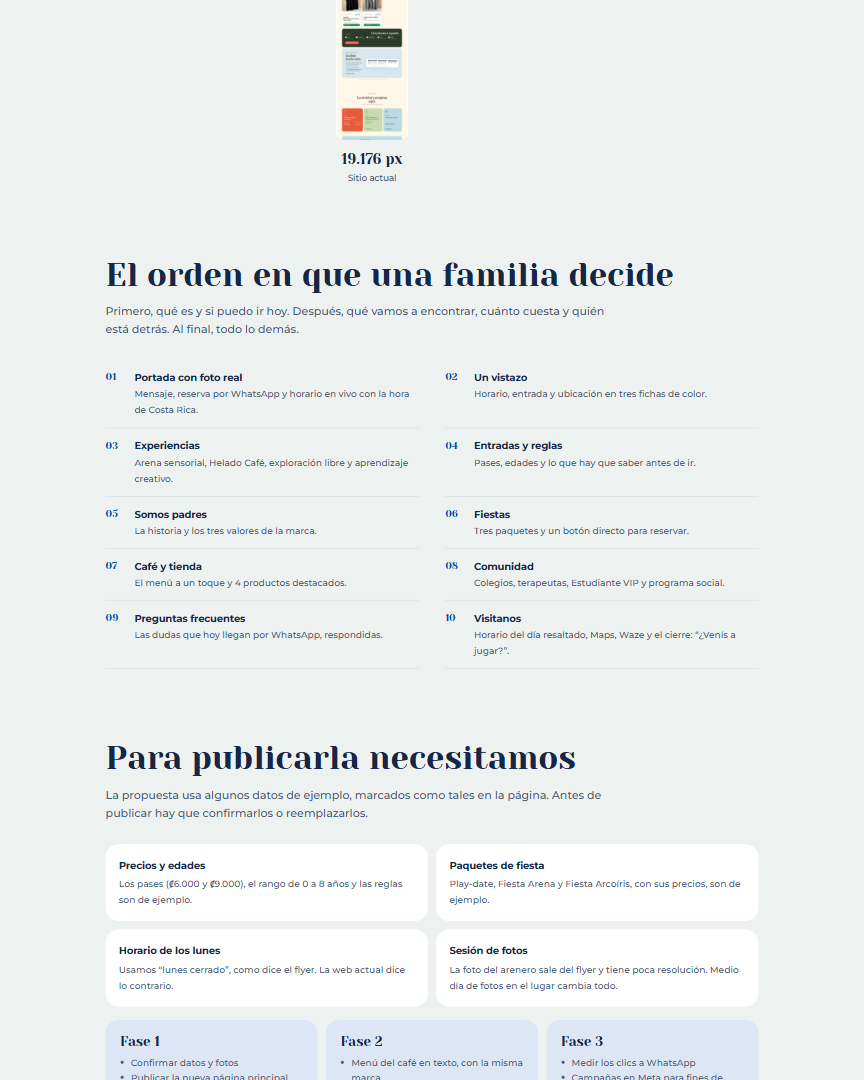 19.176 px
Sitio actual
El orden en que una familia decide
Primero, qué es y si puedo ir hoy. Después, qué vamos a encontrar, cuánto cuesta y quién
está detrás. Al final, todo lo demás.
01 Portada con foto real
Mensaje, reserva por WhatsApp y horario en vivo con la hora
de Costa Rica.
02 Un vistazo
Horario, entrada y ubicación en tres fichas de color.
03 Experiencias
Arena sensorial, Helado Café, exploración libre y aprendizaje
creativo.
04 Entradas y reglas
Pases, edades y lo que hay que saber antes de ir.
05 Somos padres
La historia y los tres valores de la marca.
06 Fiestas
Tres paquetes y un botón directo para reservar.
07 Café y tienda
El menú a un toque y 4 productos destacados.
08 Comunidad
Colegios, terapeutas, Estudiante VIP y programa social.
09 Preguntas frecuentes
Las dudas que hoy llegan por WhatsApp, respondidas.
10 Visitanos
Horario del día resaltado, Maps, Waze y el cierre: “¿Venís a
jugar?”.
Para publicarla necesitamos
La propuesta usa algunos datos de ejemplo, marcados como tales en la página. Antes de
publicar hay que confirmarlos o reemplazarlos.
Precios y edades
Los pases (₡6.000 y ₡9.000), el rango de 0 a 8 años y las reglas
son de ejemplo.
Paquetes de fiesta
Play-date, Fiesta Arena y Fiesta Arcoíris, con sus precios, son de
ejemplo.
Horario de los lunes
Usamos “lunes cerrado”, como dice el flyer. La web actual dice
lo contrario.
Sesión de fotos
La foto del arenero sale del flyer y tiene poca resolución. Medio
día de fotos en el lugar cambia todo.
Fase 1
• Confirmar datos y fotos
• Publicar la nueva página principal
Fase 2
• Menú del café en texto, con la misma
marca
Fase 3
• Medir los clics a WhatsApp
• Campañas en Meta para fines de